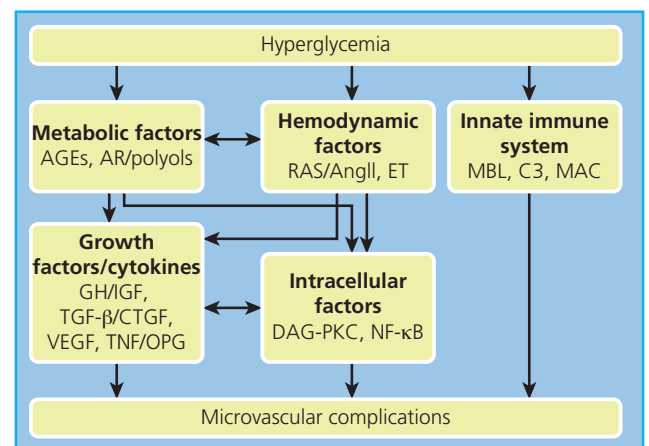 Hyperglycemia
Metabolic factors
AGEs, AR/polyols
Hemodynamic
factors
RAS/AngII, ET
Innate immune
system
MBL, C3, MAC
Growth
factors/cytokines
GH/IGF,
TGF-β/CTGF,
VEGF, TNF/OPG
Intracellular
factors
DAG-PKC, NF-κB
Microvascular complications